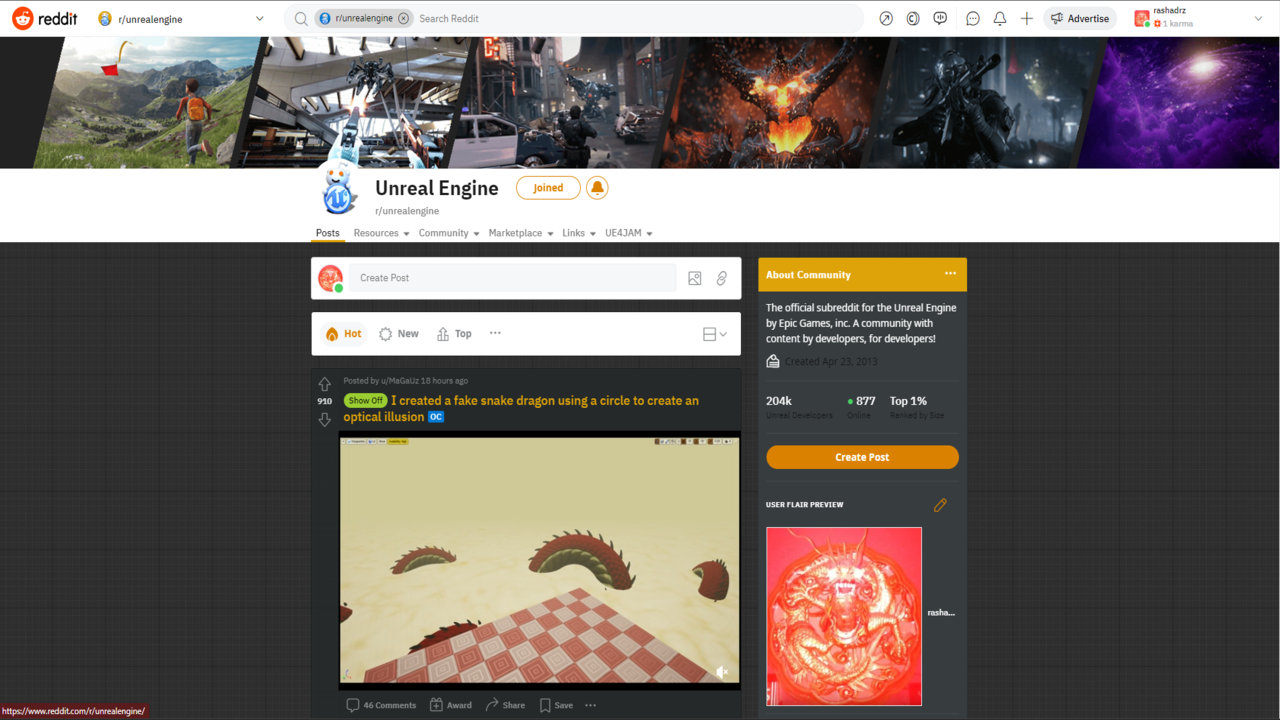 reddit
r/unrealengine
r/unrealengine
Search Reddit
Advertise
rashadrz
1 karma
Unreal Engine
Joined
r/unrealengine
Posts
Resources
Community
Marketplace
Links
UE4JAM
Create Post
Hot
New
Top
Posted by u/MaGaUz 18 hours ago
910
Show Off I created a fake snake dragon using a circle to create an
optical illusion OC
46 Comments
Award
Share
Save
About Community
The official subreddit for the Unreal Engine
by Epic Games, inc. A community with
content by developers, for developers!
Created Apr 23, 2013
204k
877
Top 1%
Unreal Developers
Online
Ranked by Size
Create Post
USER FLAIR PREVIEW
rasha...
https://www.reddit.com/r/unrealengine/